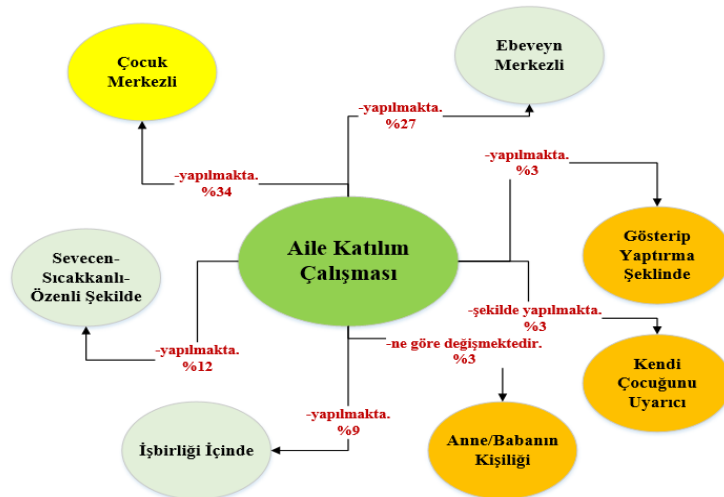 Çocuk
Merkezli
Ebeveyn
Merkezli
-yapılmakta.
%27
-yapılmakta.
%34
-yapılmakta.
%3
Gösterip
Yaptırma
Şeklinde
Aile Katılım
Çalışması
Sevecen-
Sıcakkanlı-
Özenli Şekilde
-yapılmakta.
%12
-şekilde yapılmakta.
%3
-ne göre değişmektedir.
%3
Kendi
Çocuğunu
Uyarıcı
-yapılmakta.
%9
İşbirliği İçinde
Anne/Babanın
Kişiliği